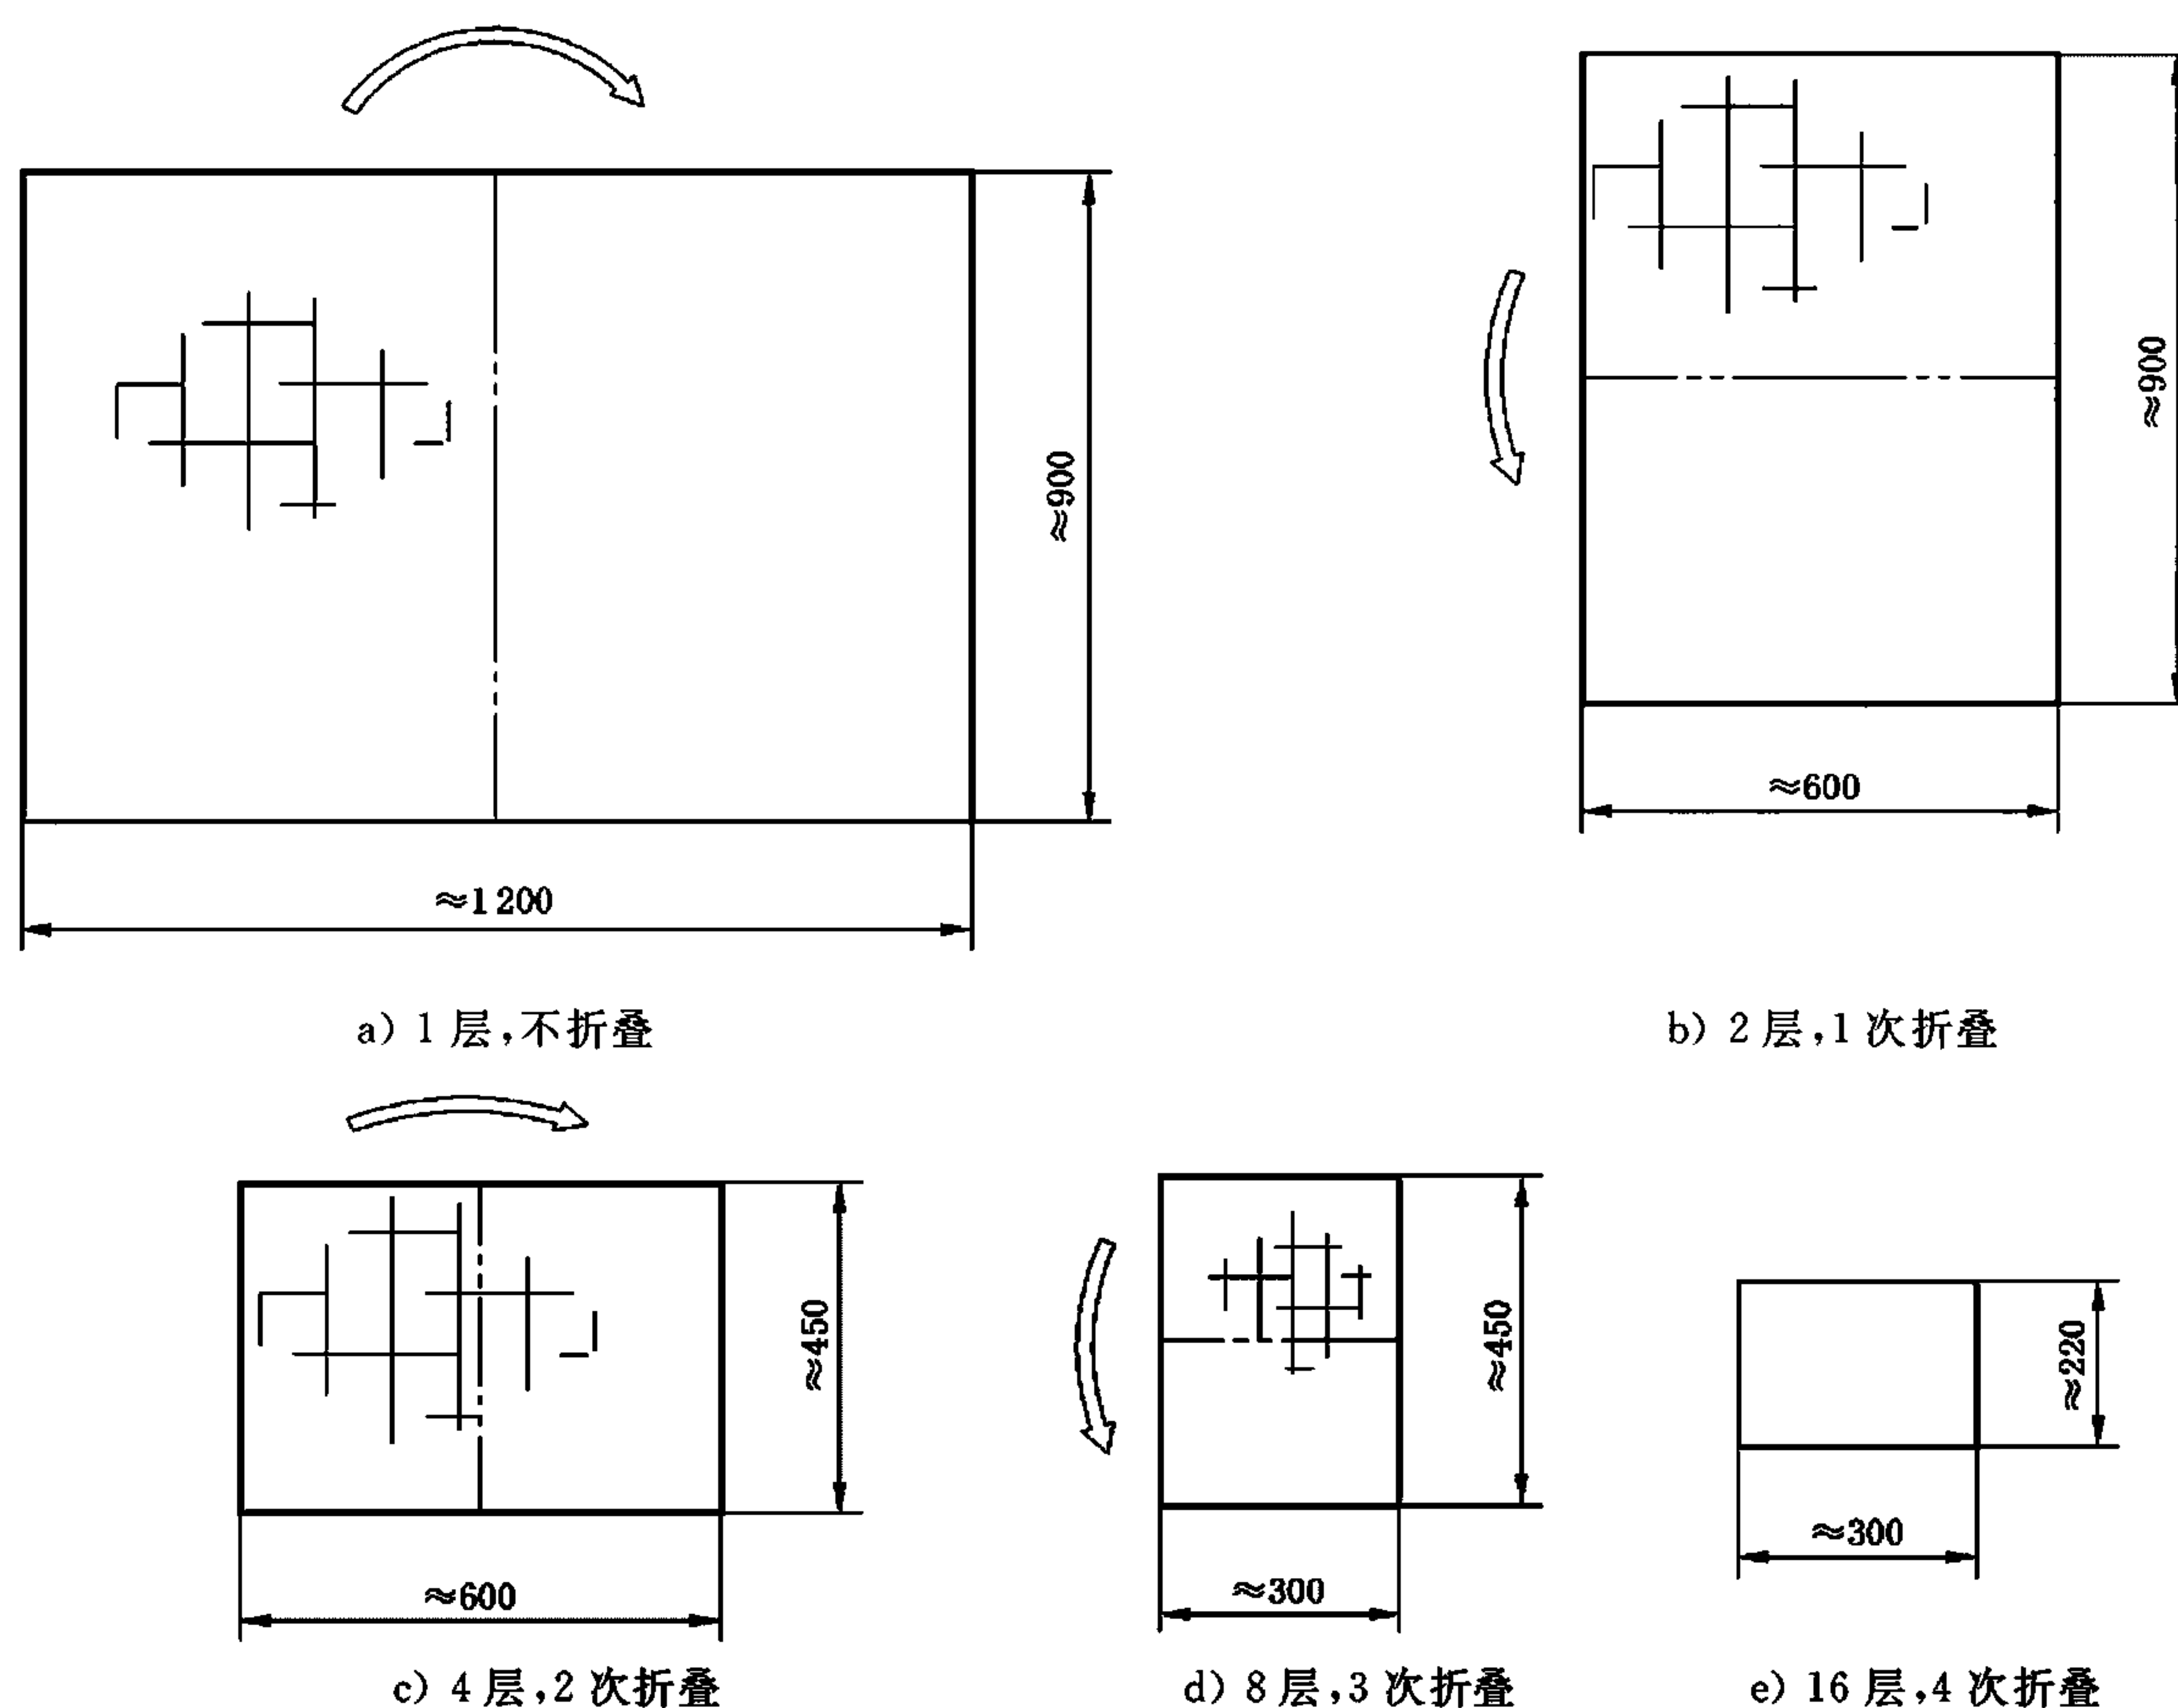 ≈900
≈1200
a) 1 层,不折叠
≈900
≈600
b) 2 层,1 次折叠
≈450
≈600
c) 4 层,2 次折叠
≈450
≈300
d) 8 层,3 次折叠
≈220
≈300
e) 16 层,4 次折叠